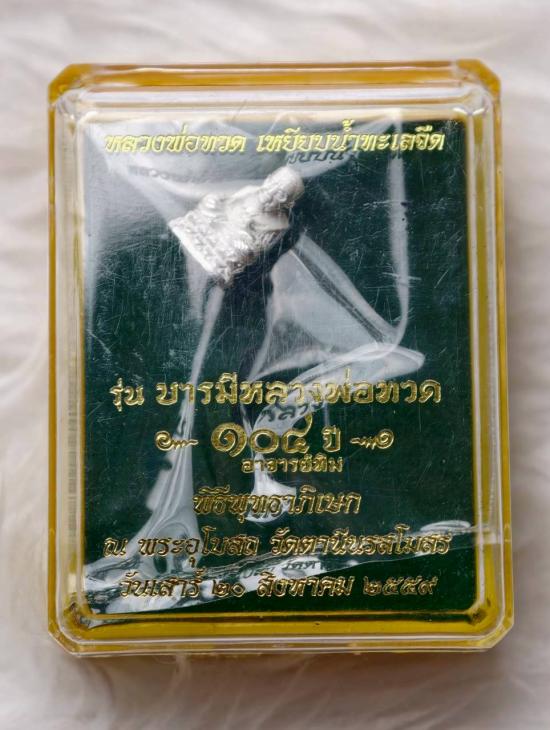 หลวงพ่อทวด เหยียบน้ำทะเลจืด
รุ่น บารมีหลวงพ่อทวด
๑๐๔ ปี
อาจารย์ทิม
พิธีพุทธาภิเษก
ณ พระอุโบสถ วัดตานีนรสโมสร
วันเสาร์ ๒๐ สิงหาคม ๒๕๕๙